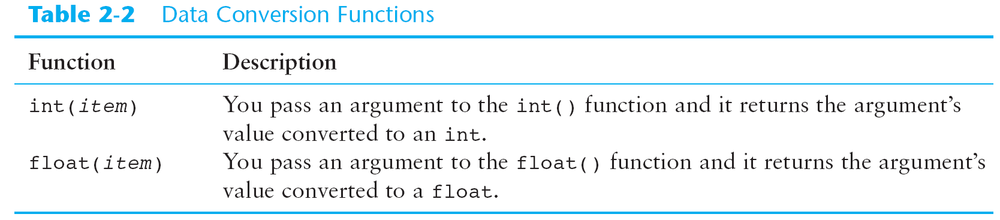 Table 2-2 Data Conversion Functions
Function Description
int(item) You pass an argument to the int() function and it returns the argument’s
value converted to an int.
float(item) You pass an argument to the float() function and it returns the argument’s
value converted to a float.